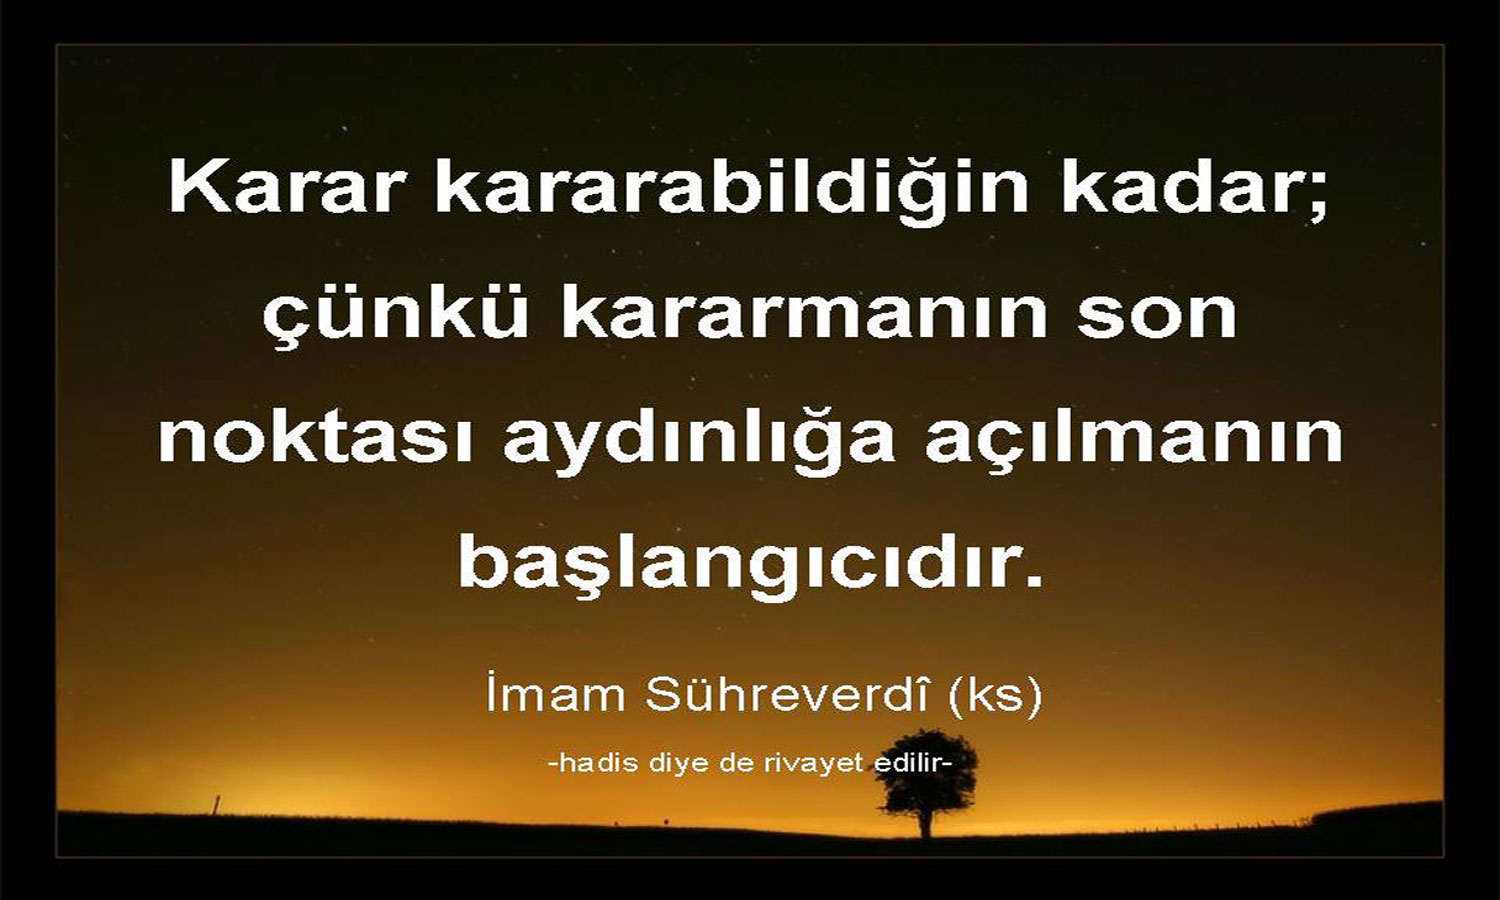 Karar kararabildiğin kadar;
çünkü kararmanın son
noktası aydınlığa açılmanın
başlangıcıdır.
İmam Sühreverdî (ks)
-hadis diye de rivayet edilir-